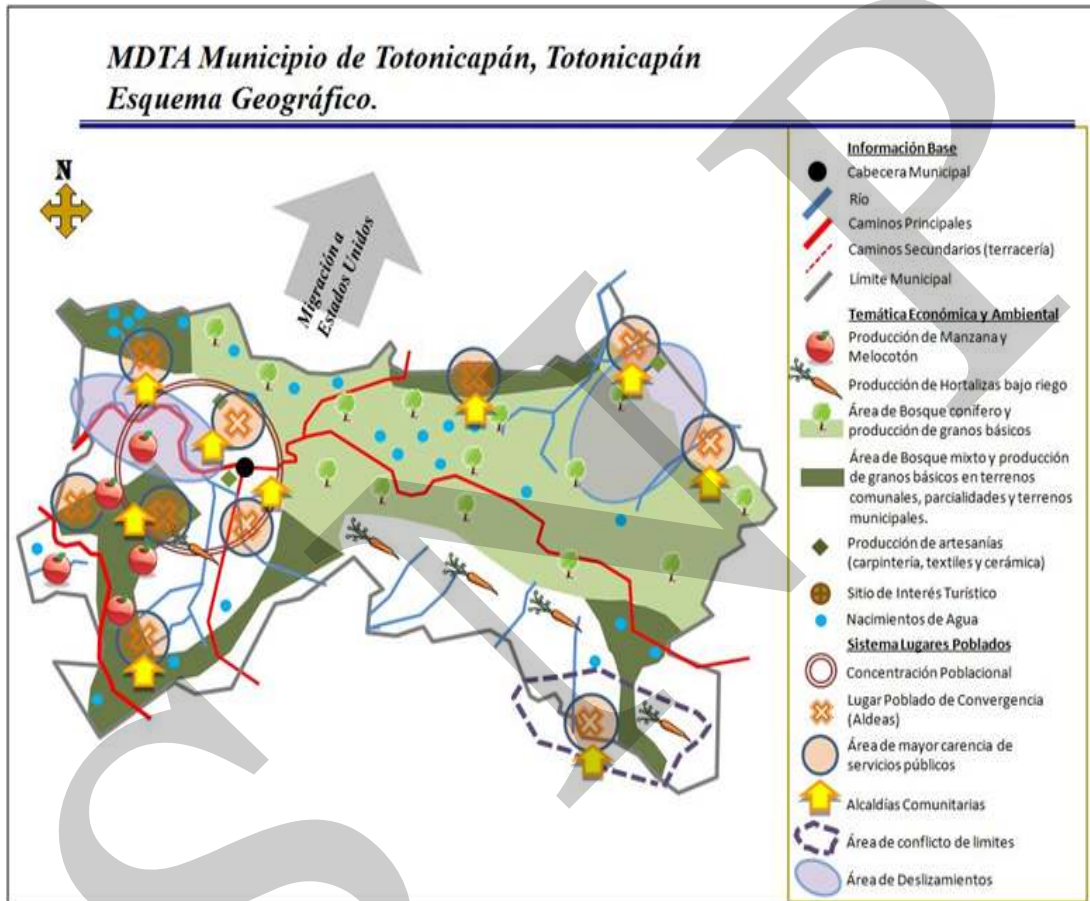 MDTA Municipio de Totonicapán, Totonicapán
Esquema Geográfico.
N
Migración a
Estados Unidos
Información Base
Cabecera Municipal
Río
Caminos Principales
Caminos Secundarios (terracería)
Límite Municipal
Temática Económica y Ambiental
Producción de Manzana y
Melocotón
Producción de Hortalizas bajo riego
Área de Bosque conífero y
producción de granos básicos
Área de Bosque mixto y producción
de granos básicos en terrenos
comunales, parcialidades y terrenos
municipales.
Producción de artesanías
(carpintería, textiles y cerámica)
Sitio de Interés Turístico
Nacimientos de Agua
Sistema Lugares Poblados
Concentración Poblacional
Lugar Poblado de Convergencia
(Aldeas)
Área de mayor carencia de
servicios públicos
Alcaldías Comunitarias
Área de conflicto de limites
Área de Deslizamientos